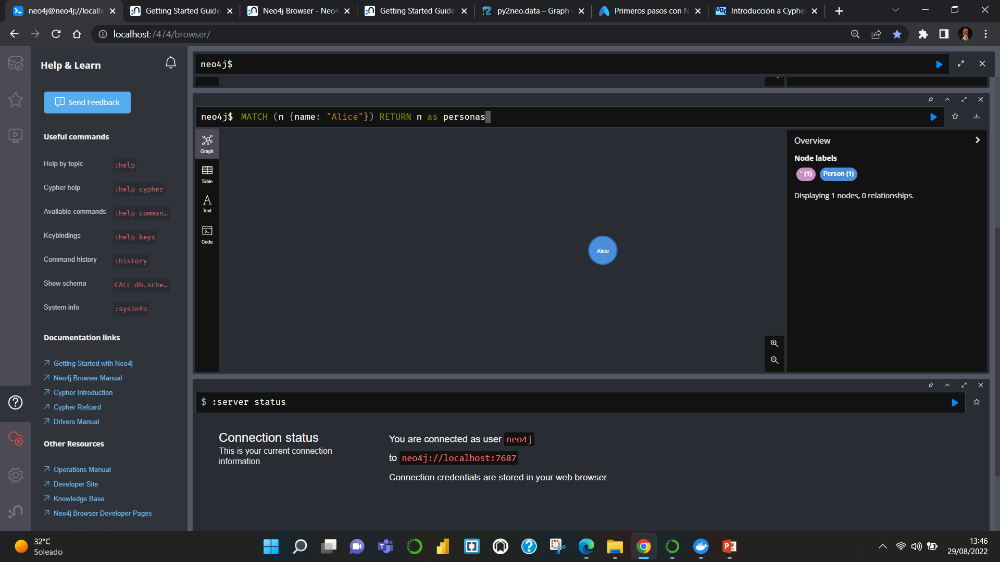 neo4j@neo4j://localh
Getting Started Guide
Neo4j Browser - Neo4
Getting Started Guide
py2neo.data – Graph
Primeros pasos con N
UOC
Introducción a Cyphe
localhost:7474/browser/
Help & Learn
Send Feedback
Useful commands
Help by topic :help
Cypher help :help cypher
Available commands :help comman…
Keybindings :help keys
Command history :history
Show schema CALL db.sche…
System info :sysinfo
Documentation links
Getting Started with Neo4j
Neo4j Browser Manual
Cypher Introduction
Cypher Refcard
Drivers Manual
Other Resources
Operations Manual
Developer Site
Knowledge Base
Neo4j Browser Developer Pages
neo4j$
neo4j$ MATCH (n {name: "Alice"}) RETURN n as personas
Graph
Table
Text
Code
Alice
Overview
Node labels
* (1) Person (1)
Displaying 1 nodes, 0 relationships.
$ :server status
Connection status
This is your current connection
information.
You are connected as user neo4j
to neo4j://localhost:7687
Connection credentials are stored in your web browser.
32°C
Soleado
13:46
29/08/2022